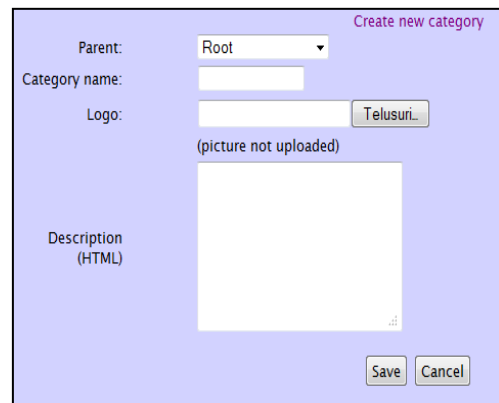 Create new category
Parent: Root
Category name:
Logo: Telusuri...
(picture not uploaded)
Description
(HTML)
Save Cancel